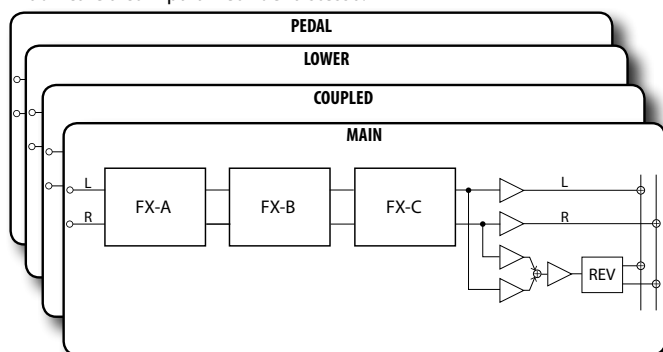 PEDAL
LOWER
COUPLED
MAIN
L
R
FX-A
FX-B
FX-C
L
R
REV